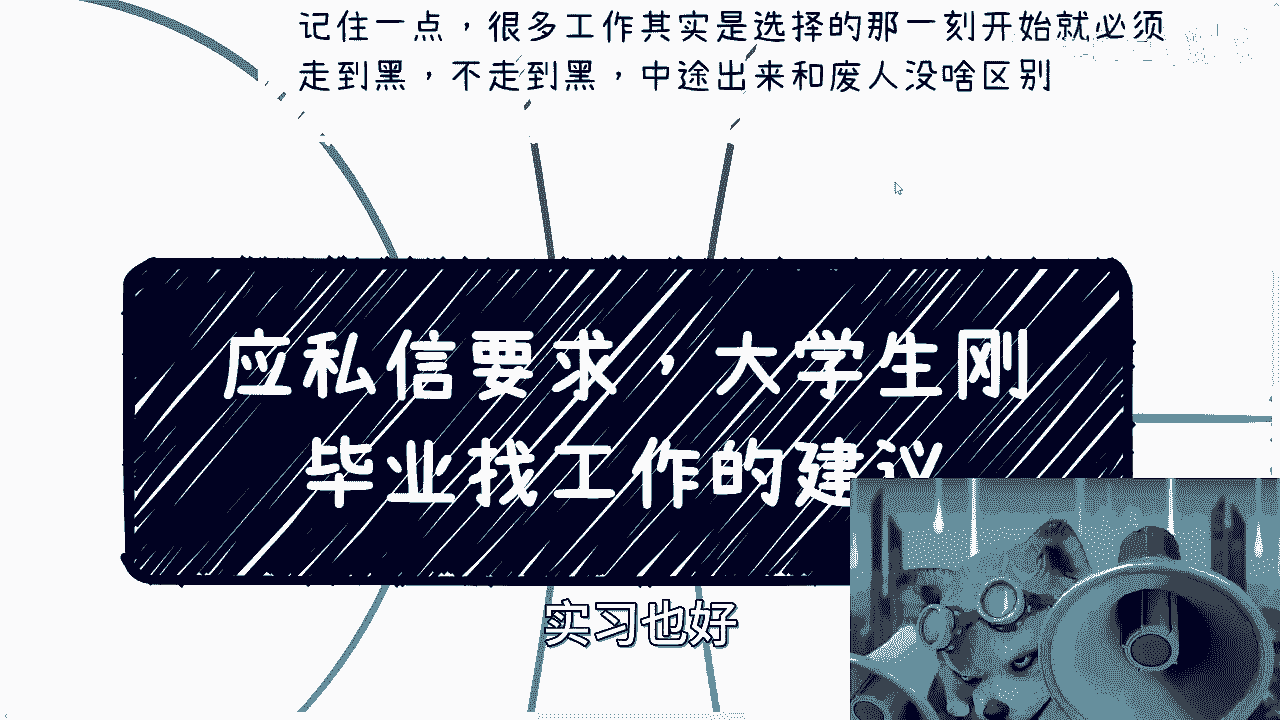 记住一点，很多工作其实是选择的那一刻开始就必须
走到黑，不走到黑，中途出来和废人没啥区别
应私信要求，大学生刚
毕业找工作的建议
实习也好